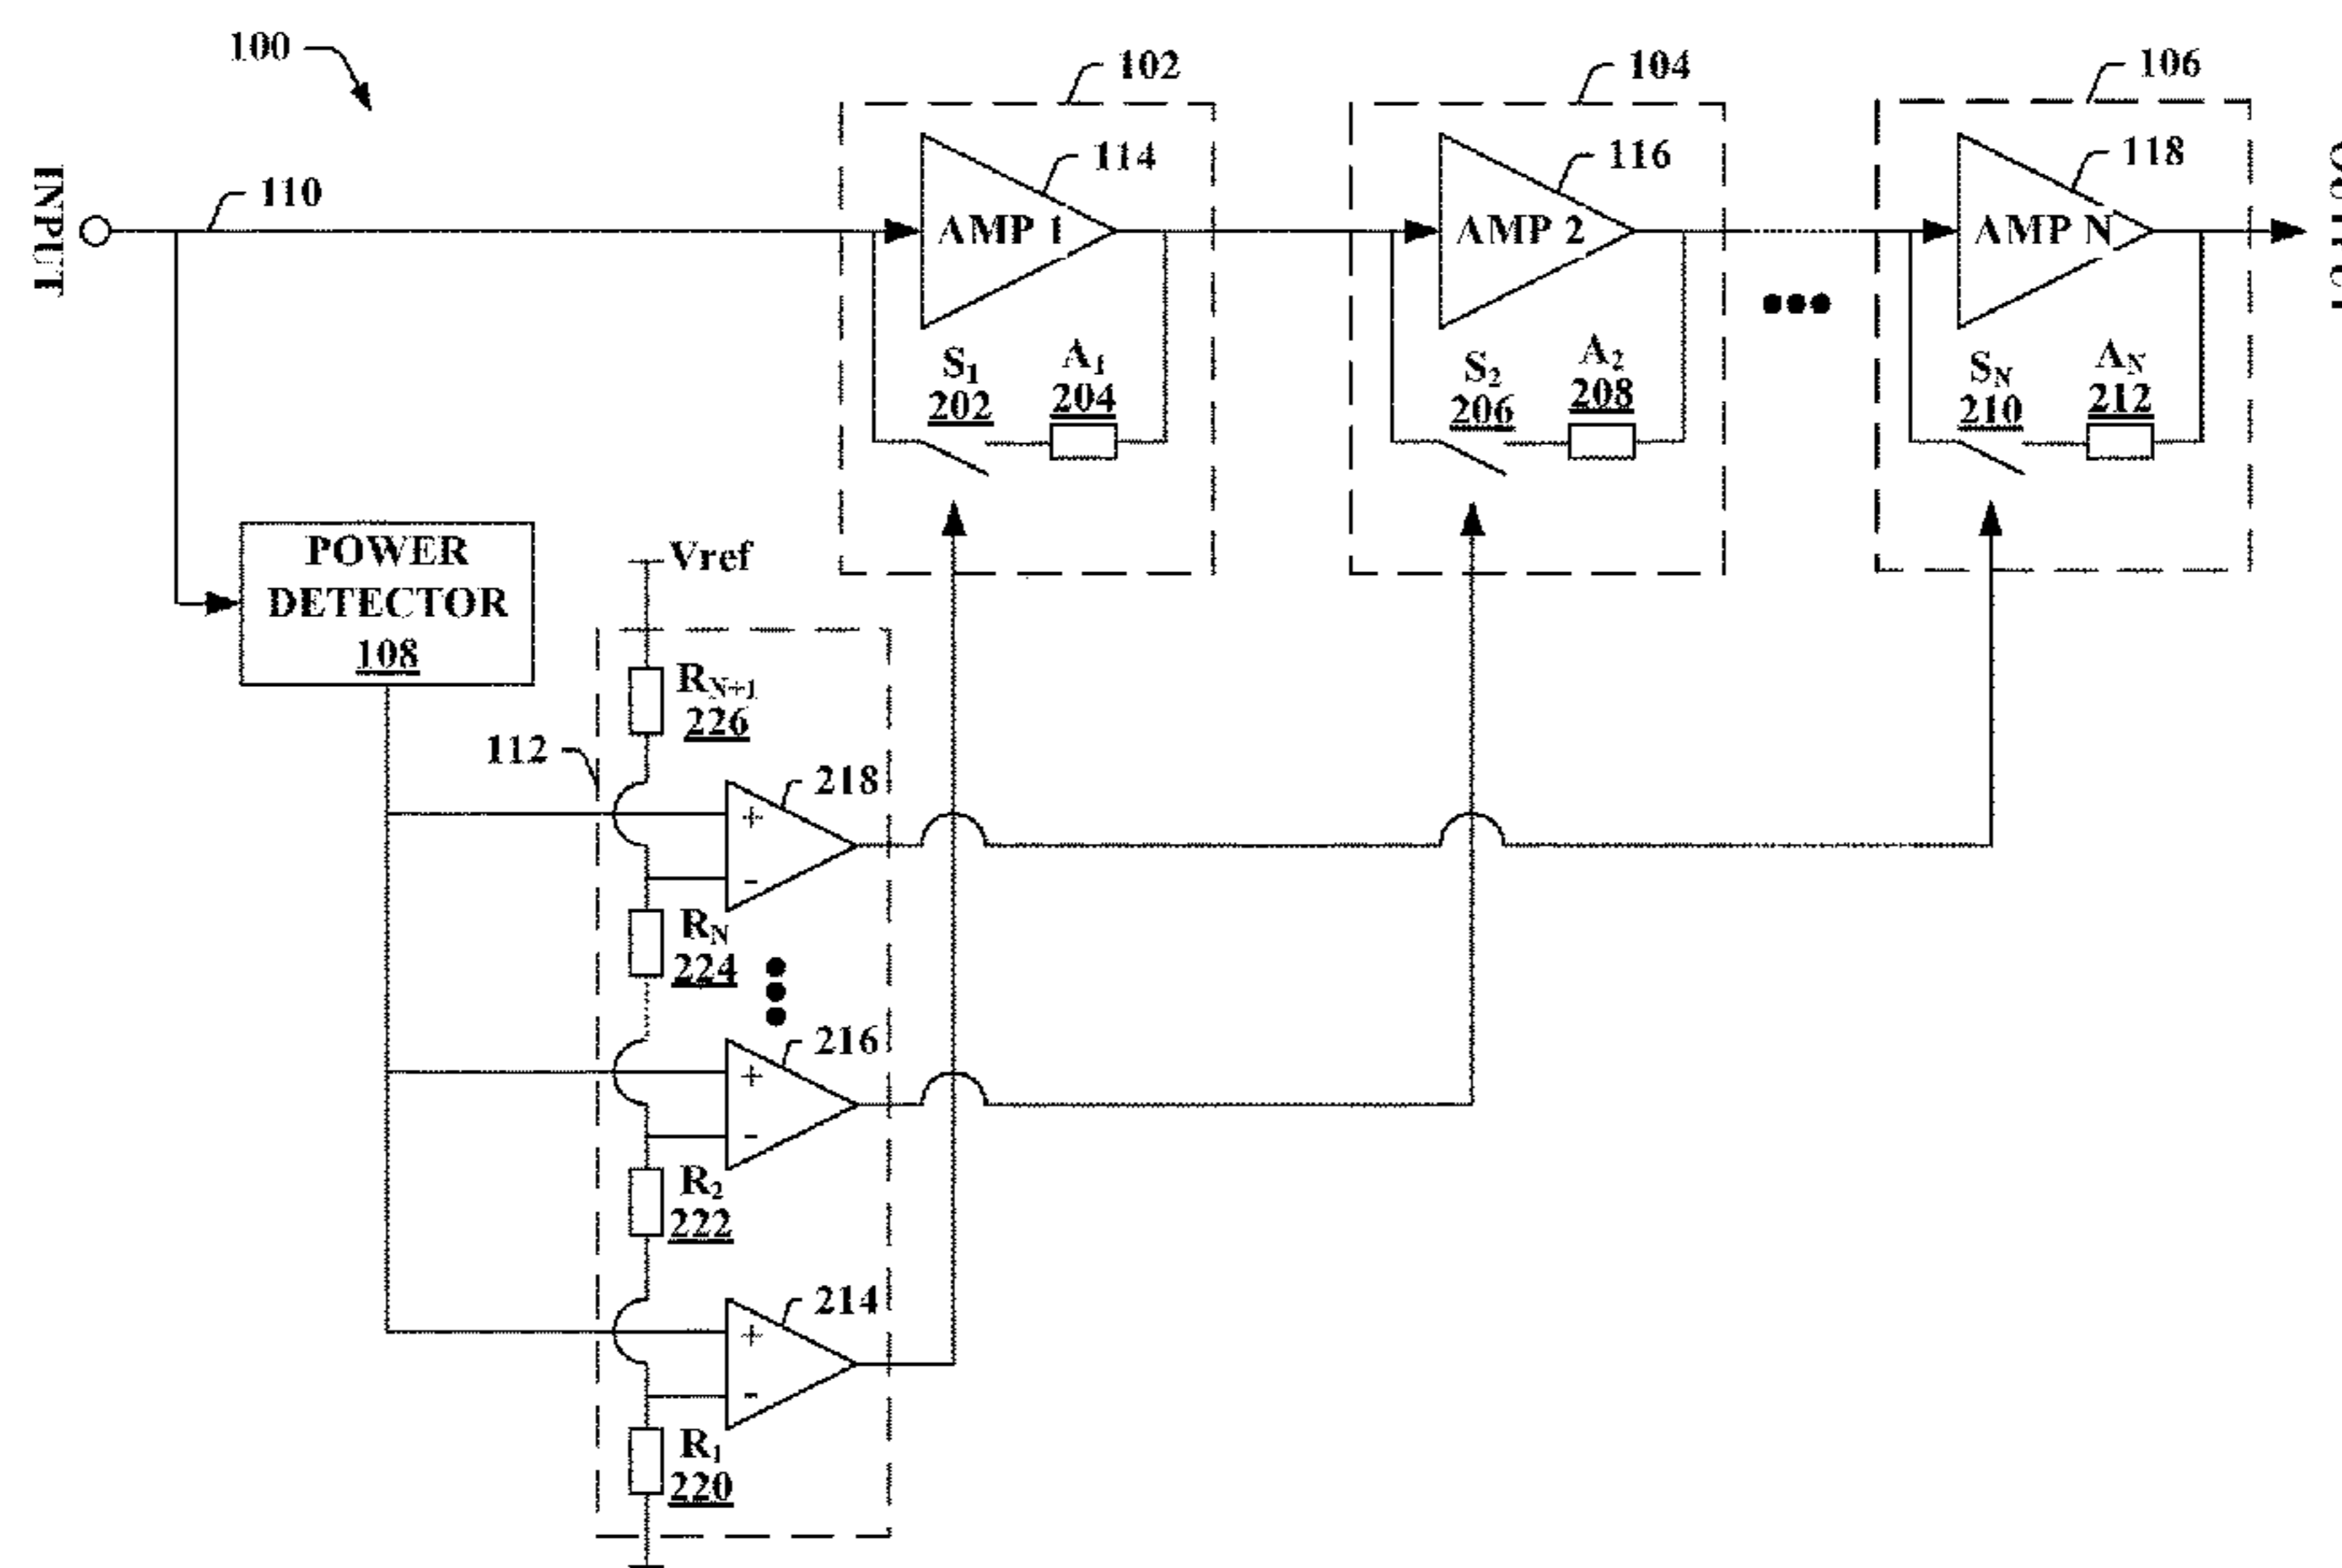 100
102
104
106
INPUT
110
114
116
118
AMP 1
AMP 2
AMP N
S1
202
A1
204
S2
206
A2
208
SN
210
AN
212
POWER
DETECTOR
108
Vref
RN+1
226
112
218
+
-
RN
224
216
+
-
R2
222
214
+
-
R1
220